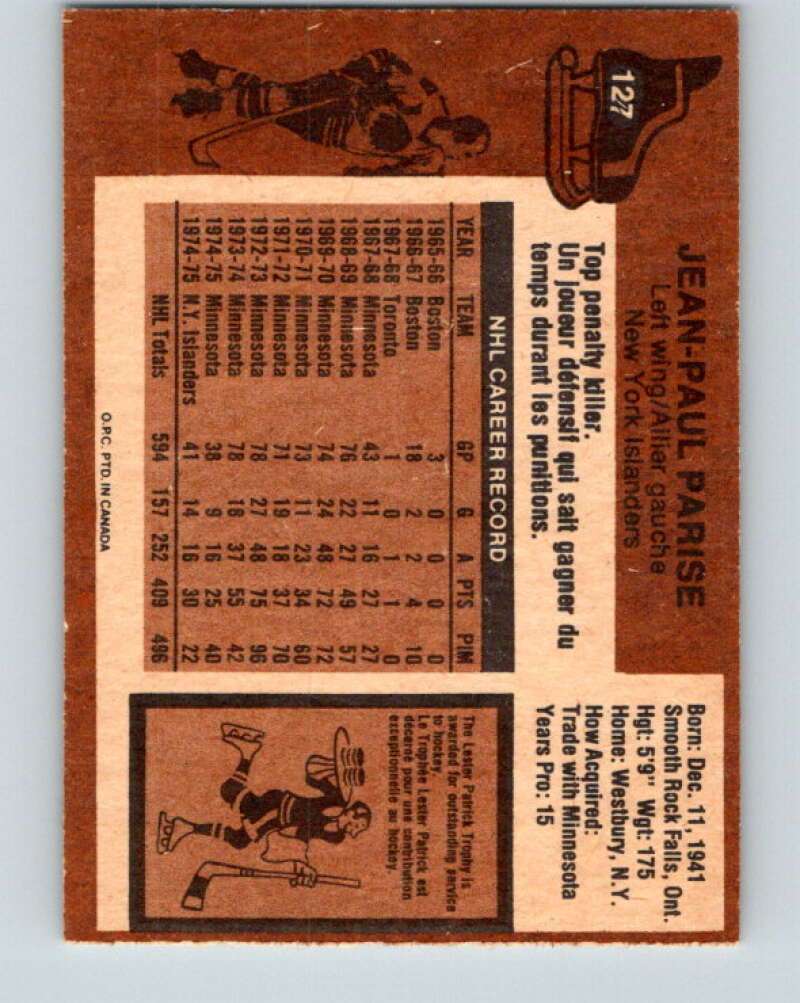 127
JEAN-PAUL PARISE
Left wing/Ailier gauche
New York Islanders
Born: Dec. 11, 1941
Smooth Rock Falls, Ont.
Hgt: 5'9" Wgt: 175
Home: Westbury, N.Y.
How Acquired:
Trade with Minnesota
Years Pro: 15
Top penalty killer.
Un joueur défensif qui sait gagner du
temps durant les punitions.
NHL CAREER RECORD
YEAR TEAM GP G A PTS PIM
1965-66 Boston 3 0 0 0 0
1966-67 Boston 18 2 2 4 10
1967-68 Toronto 1 0 1 1 0
1967-68 Minnesota 43 11 16 27 27
1968-69 Minnesota 76 22 27 49 57
1969-70 Minnesota 74 24 48 72 72
1970-71 Minnesota 73 11 23 34 60
1971-72 Minnesota 71 19 18 37 70
1972-73 Minnesota 78 27 48 75 96
1973-74 Minnesota 78 18 37 55 42
1974-75 Minnesota 38 9 16 25 40
1974-75 N.Y. Islanders 41 14 16 30 22
NHL Totals 594 157 252 409 496
The Lester Patrick Trophy is
awarded for outstanding service
to hockey.
Le Trophée Lester Patrick est
décerné pour une contribution
exceptionnelle au hockey.
O.P.C. PTD. IN CANADA